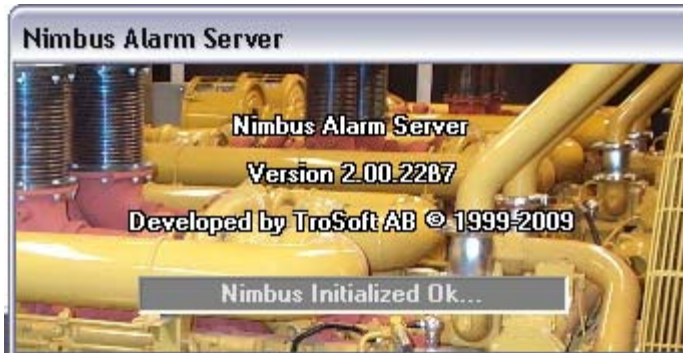 Nimbus Alarm Server
Nimbus Alarm Server
Version 2.00.2287
Developed by TroSoft AB © 1999-2009
Nimbus Initialized Ok...